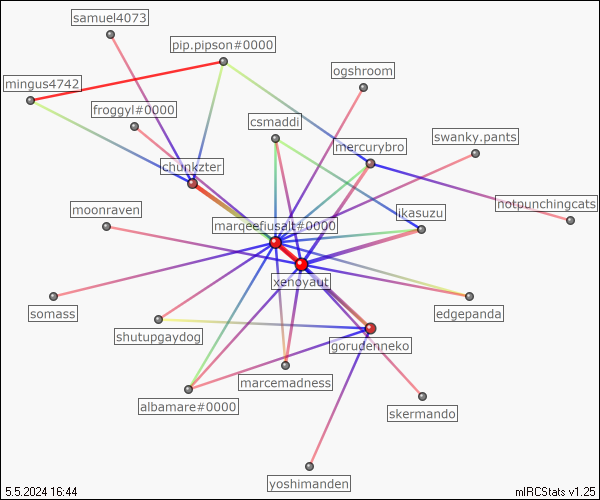 samuel4073
pip.pipson#0000
ogshroom
mingus4742
froggyl#0000
csmaddi
swanky.pants
mercurybro
chunkzter
notpunchingcats
moonraven
ikasuzu
marqeefiusalt#0000
xenoyaut
somass
edgepanda
shutupgaydog
gorudenneko
marcemadness
albamare#0000
skermando
yoshimanden
5.5.2024 16:44
mIRCStats v1.25